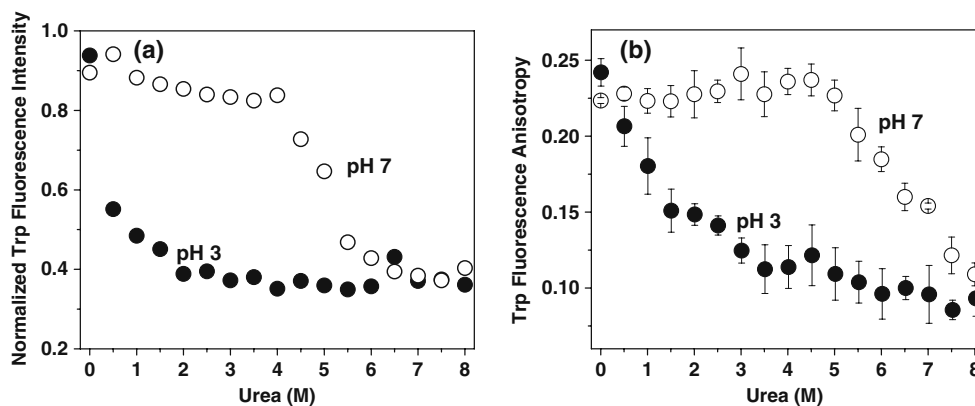 (a)
Normalized Trp Fluorescence Intensity
1.0
0.8
0.6
0.4
0.2
pH 7
pH 3
0 1 2 3 4 5 6 7 8
Urea (M)
(b)
Trp Fluorescence Anisotropy
0.25
0.20
0.15
0.10
pH 7
pH 3
0 1 2 3 4 5 6 7 8
Urea (M)